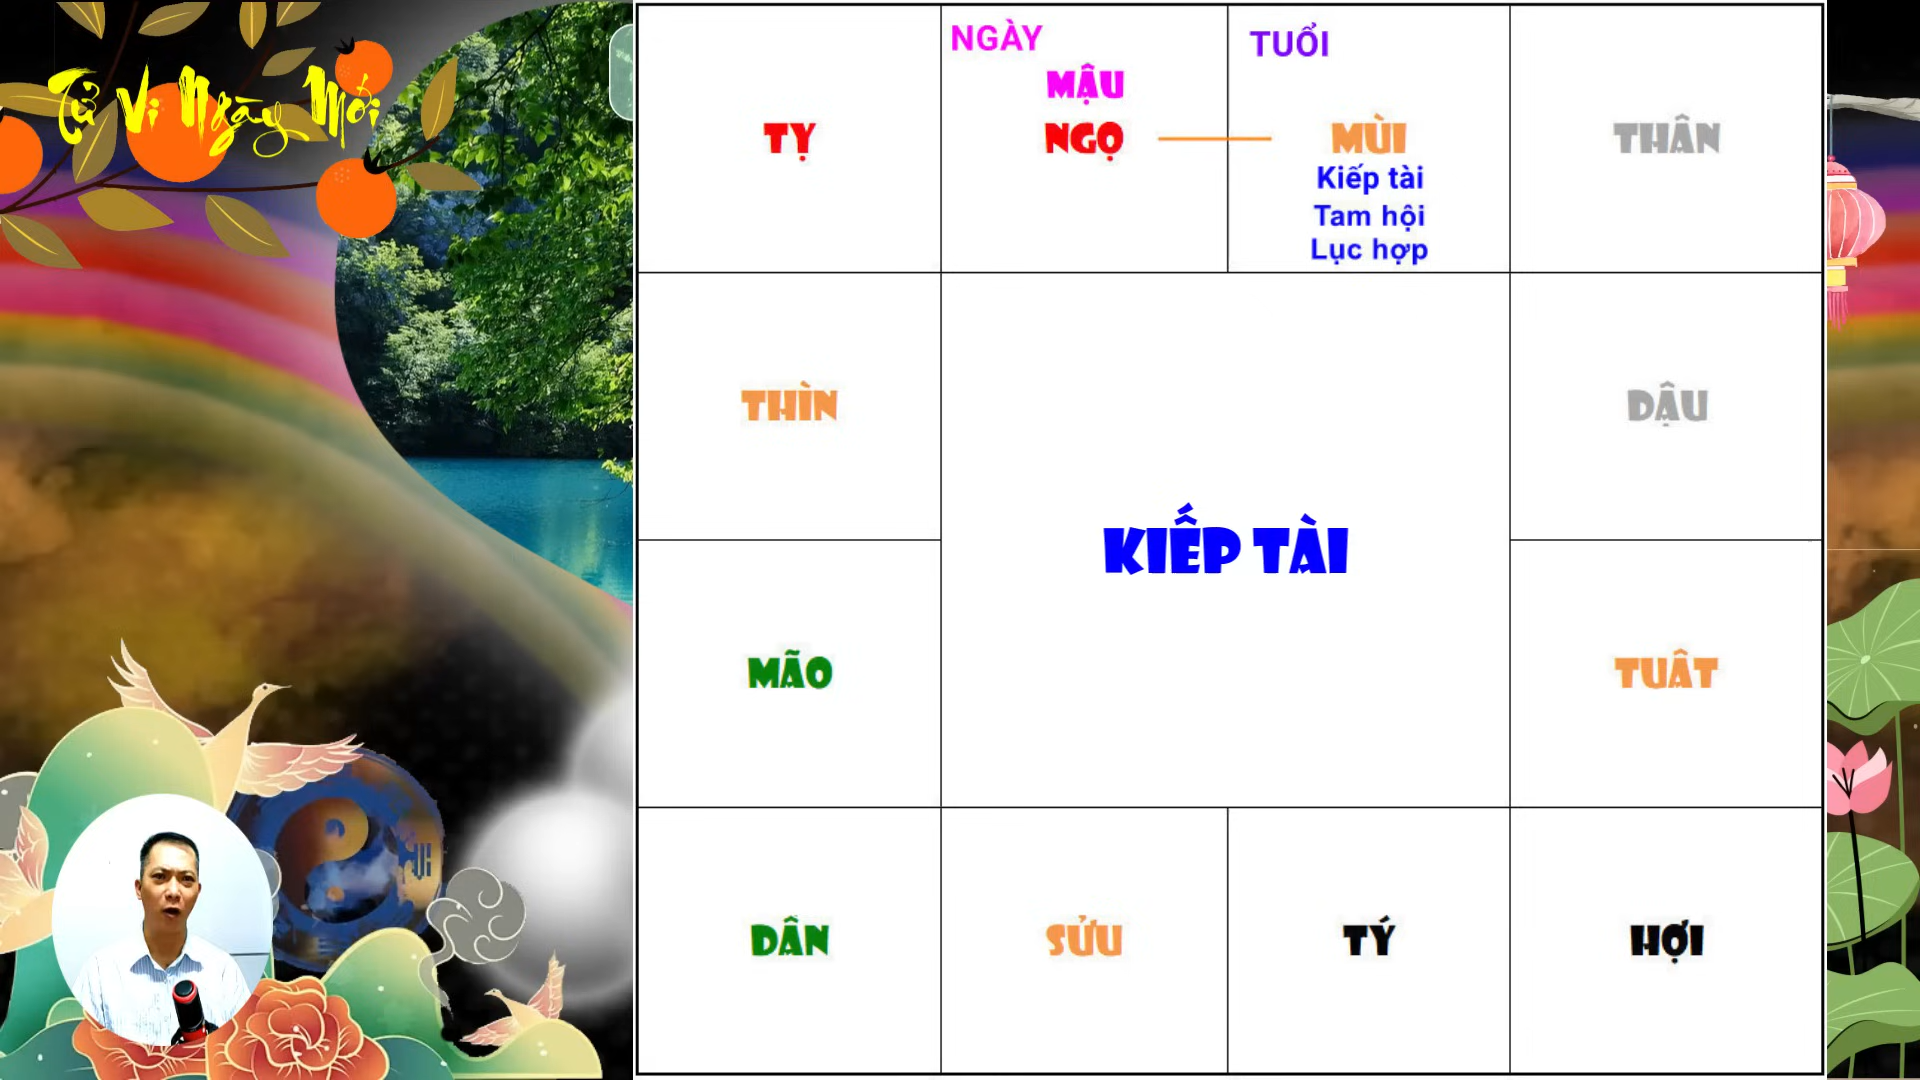 Tử Vi Ngày Mới
NGÀY
TUỔI
MẬU
TỴ
NGỌ
MÙI
THÂN
Kiếp tài
Tam hội
Lục hợp
THÌN
DẬU
KIẾP TÀI
MÃO
TUẤT
DẦN
SỬU
TÝ
HỢI